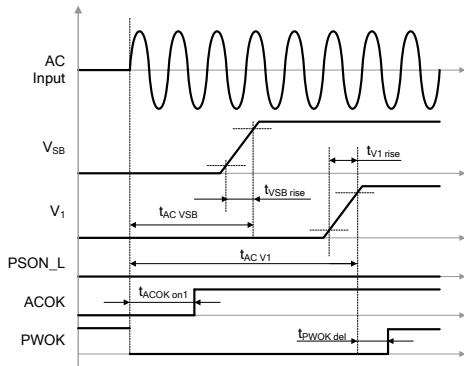 AC
Input
VSB
tV1 rise
tVSB rise
V1
tAC VSB
PSON_L
tAC V1
tACOK on1
ACOK
PWOK
tPWOK del